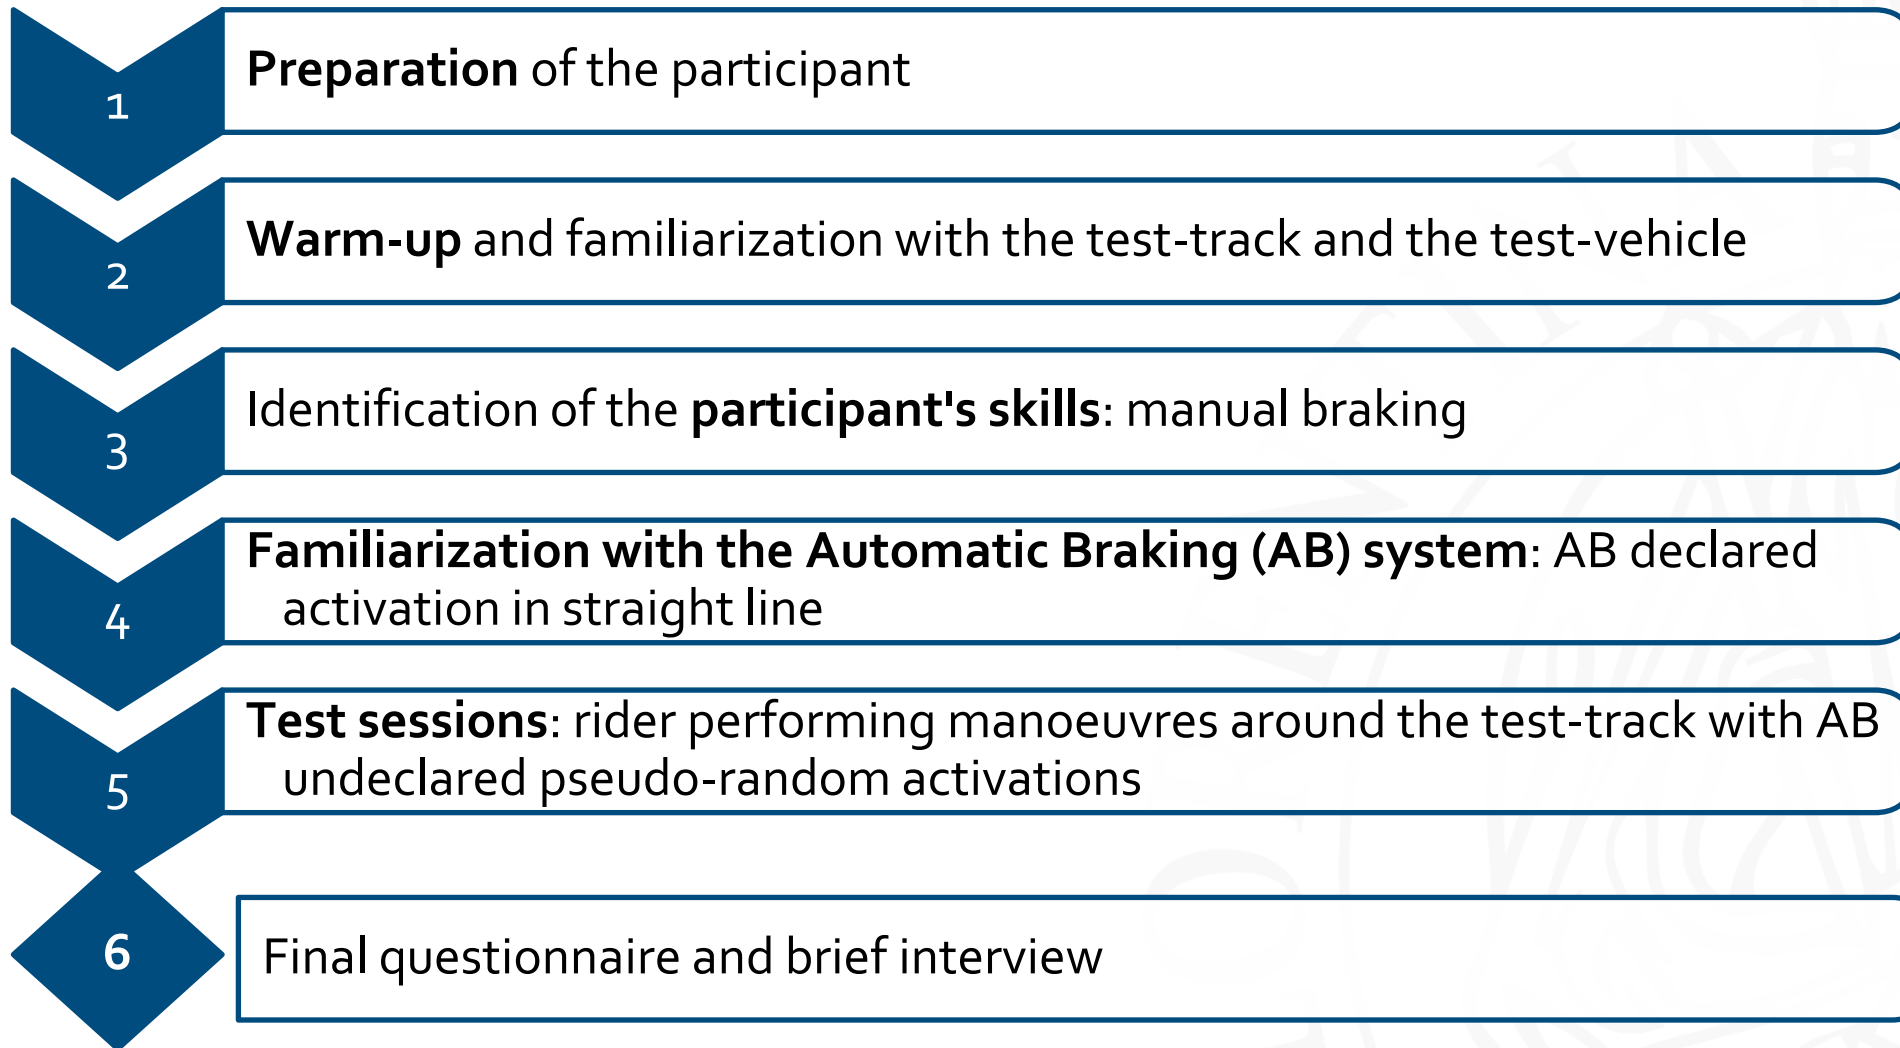 1
Preparation of the participant
2
Warm-up and familiarization with the test-track and the test-vehicle
3
Identification of the participant's skills: manual braking
4
Familiarization with the Automatic Braking (AB) system: AB declared
activation in straight line
5
Test sessions: rider performing manoeuvres around the test-track with AB
undeclared pseudo-random activations
6
Final questionnaire and brief interview